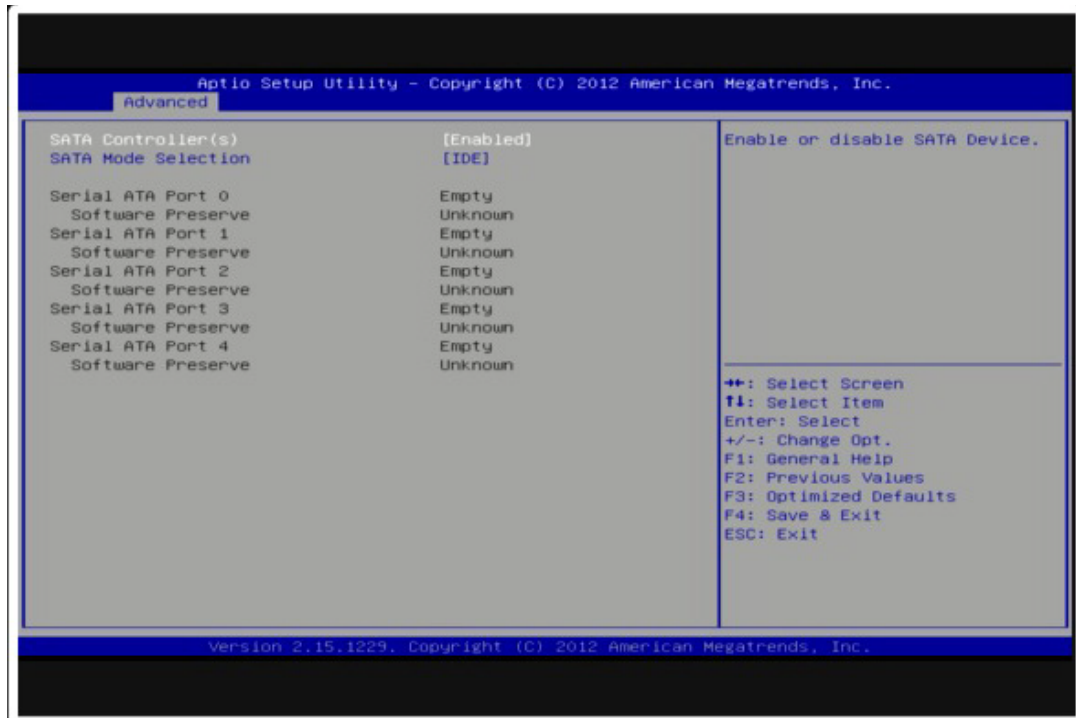 Aptio Setup Utility – Copyright (C) 2012 American Megatrends, Inc.
Advanced
SATA Controller(s) [Enabled]
SATA Mode Selection [IDE]
Serial ATA Port 0 Empty
Software Preserve Unknown
Serial ATA Port 1 Empty
Software Preserve Unknown
Serial ATA Port 2 Empty
Software Preserve Unknown
Serial ATA Port 3 Empty
Software Preserve Unknown
Serial ATA Port 4 Empty
Software Preserve Unknown
Enable or disable SATA Device.
→←: Select Screen
↑↓: Select Item
Enter: Select
+/-: Change Opt.
F1: General Help
F2: Previous Values
F3: Optimized Defaults
F4: Save & Exit
ESC: Exit
Version 2.15.1229. Copyright (C) 2012 American Megatrends, Inc.